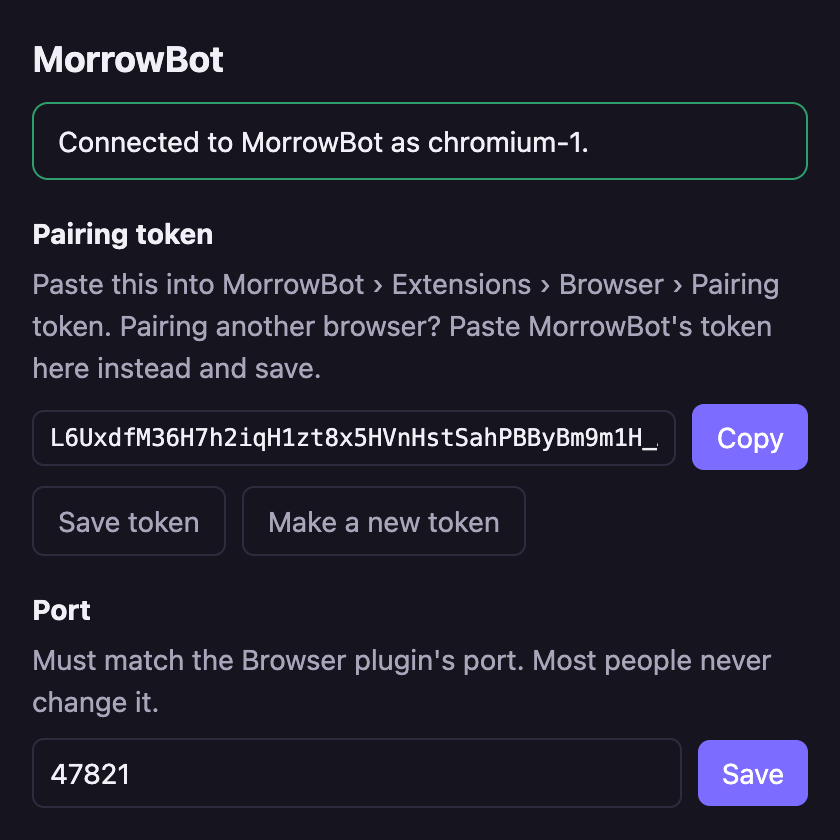 MorrowBot
Connected to MorrowBot as chromium-1.
Pairing token
Paste this into MorrowBot › Extensions › Browser › Pairing
token. Pairing another browser? Paste MorrowBot's token
here instead and save.
L6UxdfM36H7h2iqH1zt8x5HVnHstSahPBByBm9m1H_
Copy
Save token
Make a new token
Port
Must match the Browser plugin's port. Most people never
change it.
47821
Save